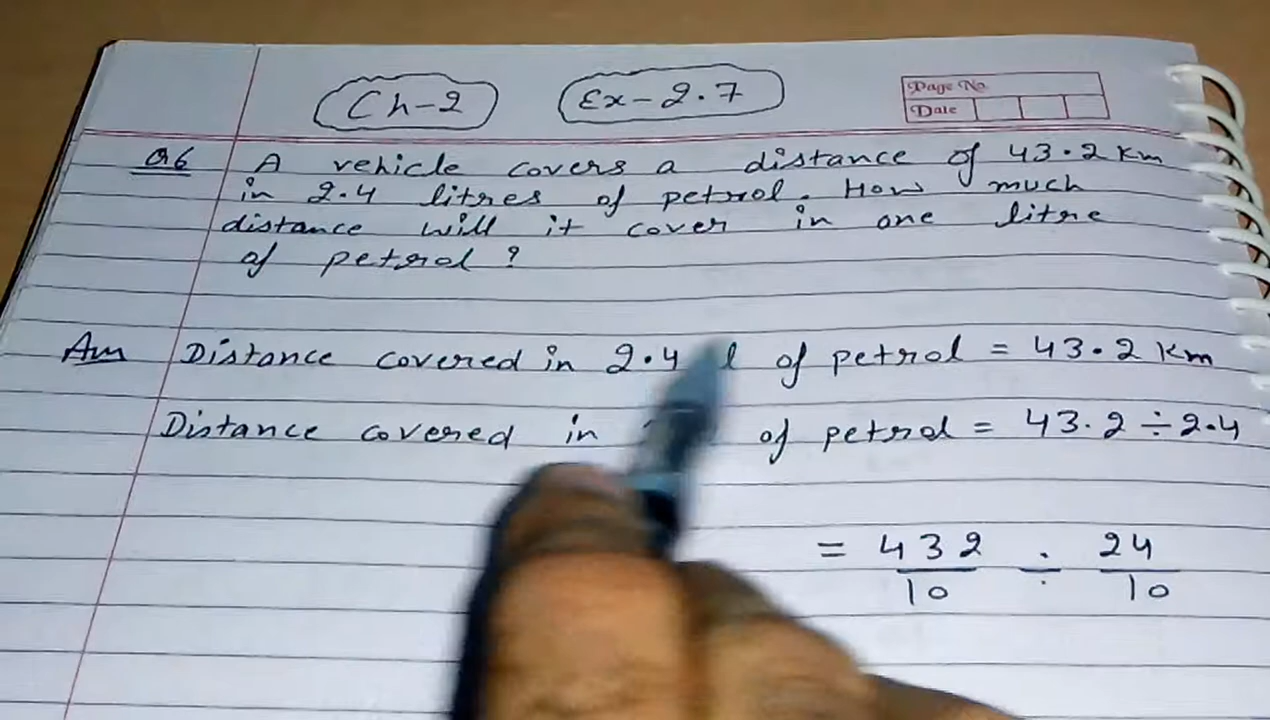 Ch-2 Ex-2.7 Page No.
Date
Q6 A vehicle covers a distance of 43.2 Km
in 2.4 litres of petrol. How much
distance will it cover in one litre
of petrol?
Ans Distance covered in 2.4 l of petrol = 43.2 Km
Distance covered in of petrol = 43.2 ÷ 2.4
= 432/10 ÷ 24/10